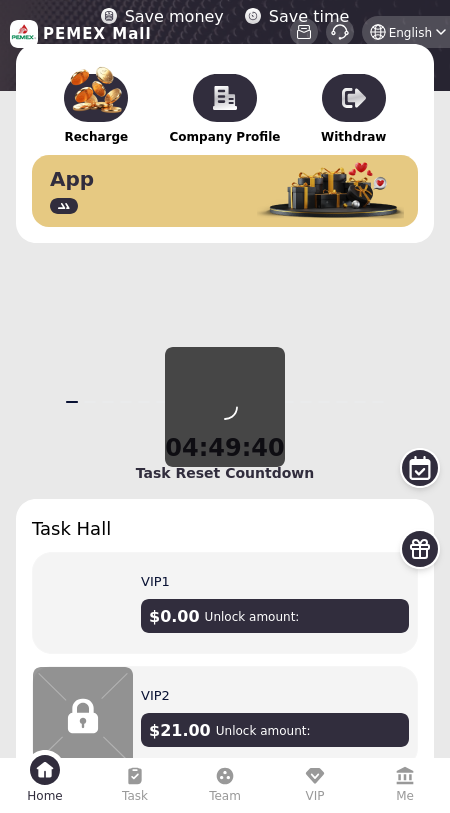 Save money Save time
PEMEX
PEMEX Mall
English
Recharge Company Profile Withdraw
App
04:49:40
Task Reset Countdown
Task Hall
VIP1
$0.00 Unlock amount:
VIP2
$21.00 Unlock amount:
Home Task Team VIP Me